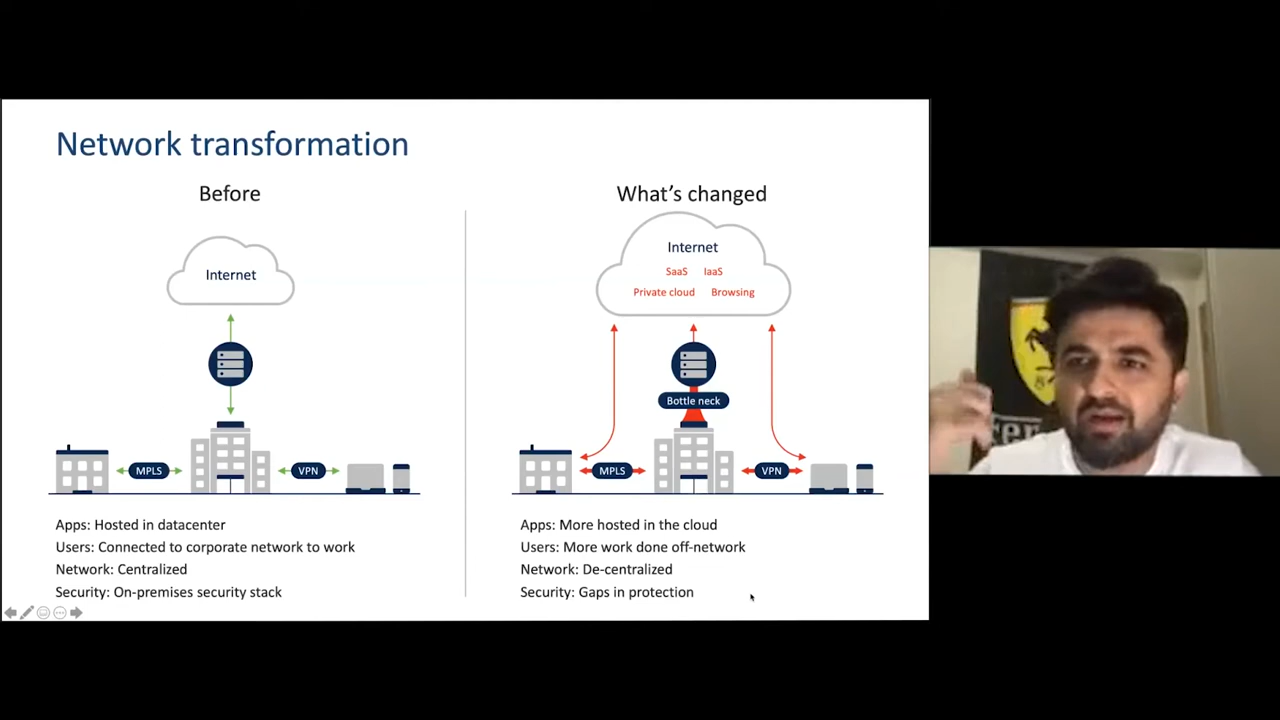 Network transformation
Before
Internet
MPLS
VPN
Apps: Hosted in datacenter
Users: Connected to corporate network to work
Network: Centralized
Security: On-premises security stack
What's changed
Internet
SaaS IaaS
Private cloud Browsing
Bottle neck
MPLS
VPN
Apps: More hosted in the cloud
Users: More work done off-network
Network: De-centralized
Security: Gaps in protection